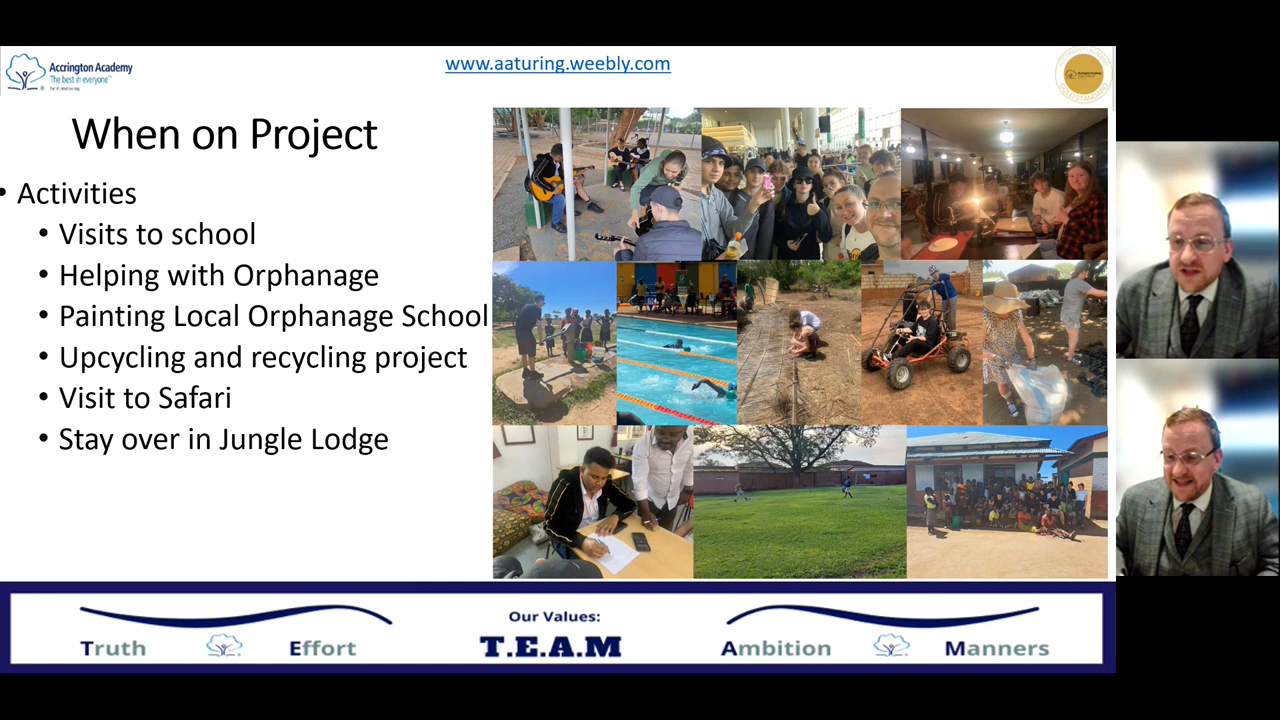 Accrington Academy
The best in everyone™
www.aaturing.weebly.com
When on Project
• Activities
• Visits to school
• Helping with Orphanage
• Painting Local Orphanage School
• Upcycling and recycling project
• Visit to Safari
• Stay over in Jungle Lodge
Our Values:
T.E.A.M
Truth
Effort
Ambition
Manners